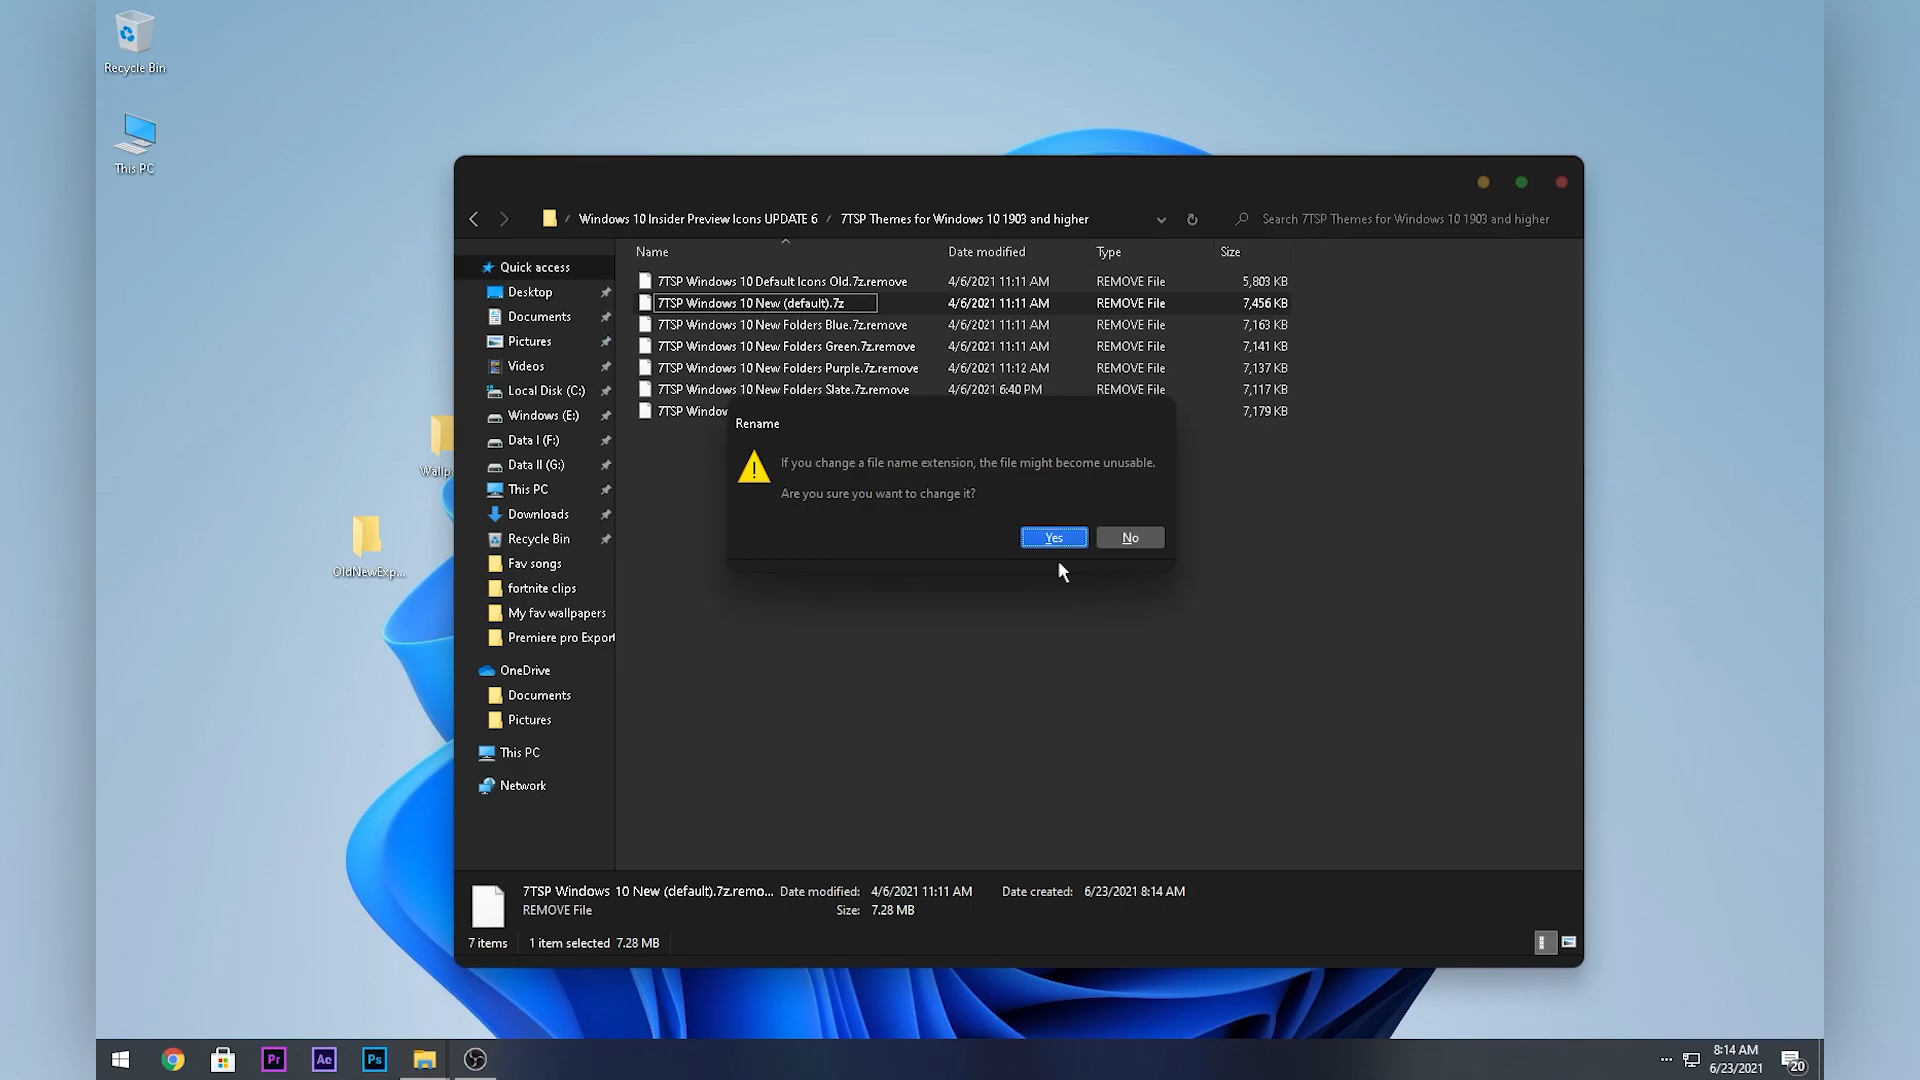 Recycle Bin
This PC
Wallpa
OldNewExp...
/ Windows 10 Insider Preview Icons UPDATE 6 / 7TSP Themes for Windows 10 1903 and higher
Search 7TSP Themes for Windows 10 1903 and higher
Name Date modified Type Size
7TSP Windows 10 Default Icons Old.7z.remove 4/6/2021 11:11 AM REMOVE File 5,803 KB
7TSP Windows 10 New (default).7z 4/6/2021 11:11 AM REMOVE File 7,456 KB
7TSP Windows 10 New Folders Blue.7z.remove 4/6/2021 11:11 AM REMOVE File 7,163 KB
7TSP Windows 10 New Folders Green.7z.remove 4/6/2021 11:11 AM REMOVE File 7,141 KB
7TSP Windows 10 New Folders Purple.7z.remove 4/6/2021 11:12 AM REMOVE File 7,137 KB
7TSP Windows 10 New Folders Slate.7z.remove 4/6/2021 6:40 PM REMOVE File 7,117 KB
7TSP Window 7,179 KB
Quick access
Desktop
Documents
Pictures
Videos
Local Disk (C:)
Windows (E:)
Data I (F:)
Data II (G:)
This PC
Downloads
Recycle Bin
Fav songs
fortnite clips
My fav wallpapers
Premiere pro Export
OneDrive
Documents
Pictures
This PC
Network
Rename
If you change a file name extension, the file might become unusable.
Are you sure you want to change it?
Yes No
7TSP Windows 10 New (default).7z.remo... Date modified: 4/6/2021 11:11 AM Date created: 6/23/2021 8:14 AM
REMOVE File Size: 7.28 MB
7 items 1 item selected 7.28 MB
Pr Ae Ps
8:14 AM
6/23/2021
20